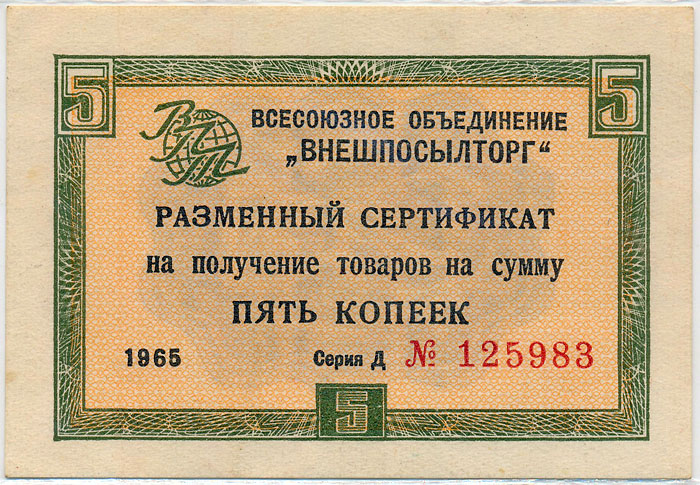 5 5
ВПТ
ВСЕСОЮЗНОЕ ОБЪЕДИНЕНИЕ
„ВНЕШПОСЫЛТОРГ“
РАЗМЕННЫЙ СЕРТИФИКАТ
на получение товаров на сумму
ПЯТЬ КОПЕЕК
1965 Серия Д № 125983
5